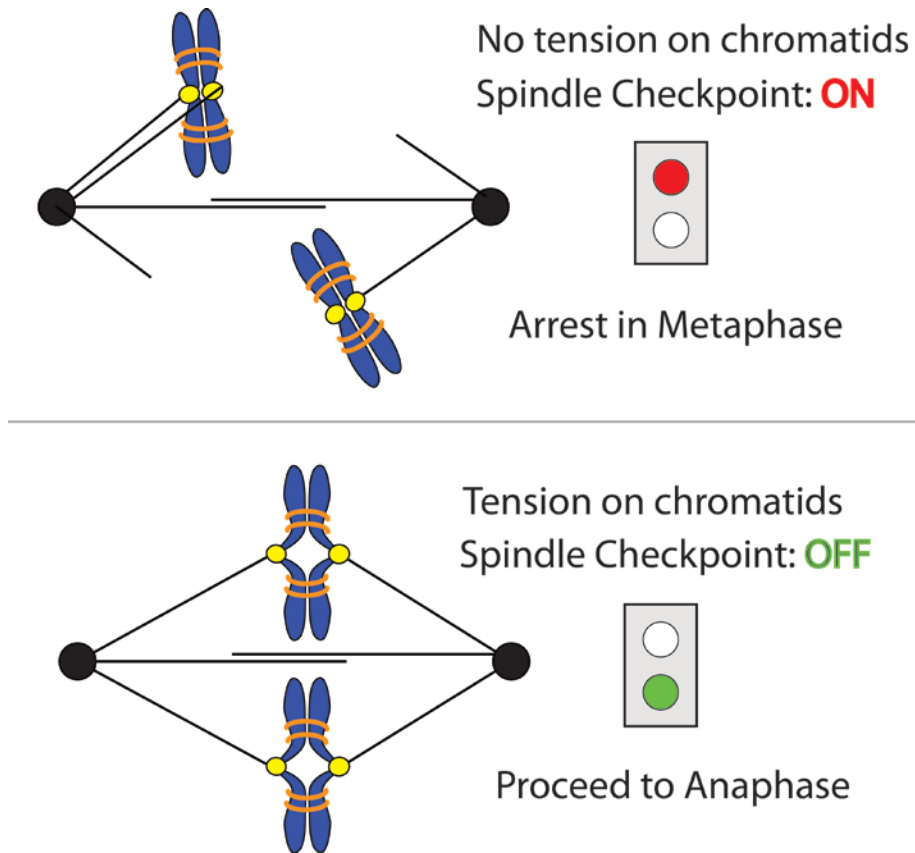 No tension on chromatids
Spindle Checkpoint: ON
Arrest in Metaphase
Tension on chromatids
Spindle Checkpoint: OFF
Proceed to Anaphase